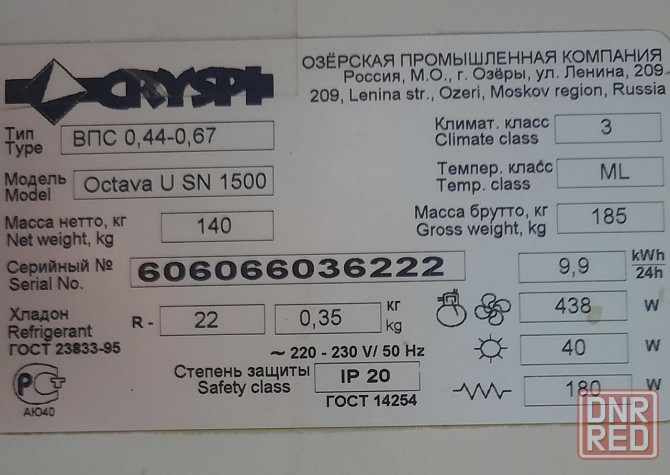 CRYSPI
ОЗЁРСКАЯ ПРОМЫШЛЕННАЯ КОМПАНИЯ
Россия, М.О., г. Озёры, ул. Ленина, 209
209, Lenina str., Ozeri, Moskov region, Russia
Тип
Type
ВПС 0,44-0,67
Климат. класс
Climate class
3
Модель
Model
Octava U SN 1500
Темпер. класс
Temp. class
ML
Масса нетто, кг
Net weight, kg
140
Масса брутто, кг
Gross weight, kg
185
Серийный №
Serial No.
606066036222
9,9
kWh
24h
Хладон
Refrigerant
ГОСТ 23833-95
R -
22
0,35
кг
kg
438
W
~ 220 - 230 V/ 50 Hz
40
W
РСТ
АЮ40
Степень защиты
Safety class
IP 20
ГОСТ 14254
180
W
DNR
RED